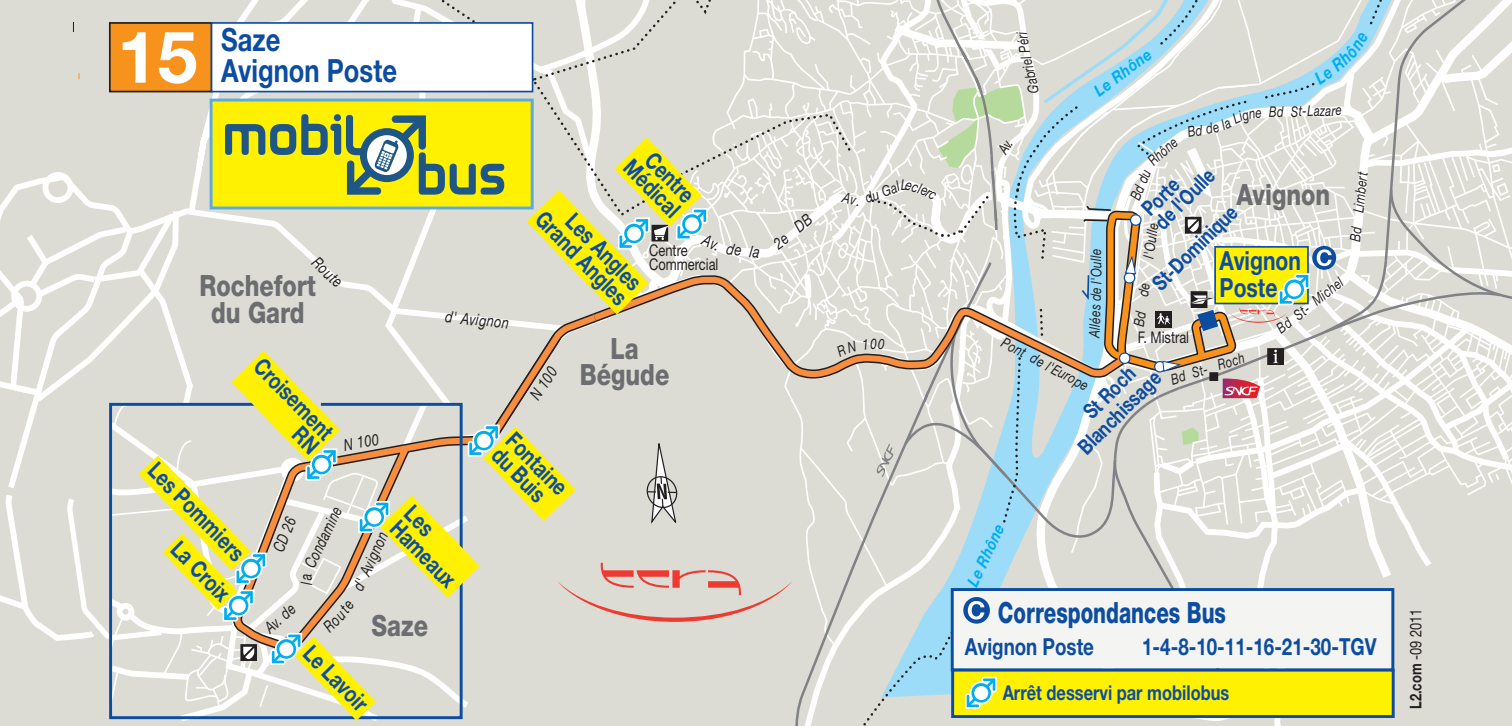 15
Saze
Avignon Poste
mobil
bus
Centre
Médical
Les Angles
Grand Angles
Centre
Commercial
Av. de la 2e DB
Av. du Gal Leclerc
Av. Gabriel Péri
Le Rhône
Le Rhône
Bd de la Ligne
Bd St-Lazare
Bd du Rhône
Porte
de l'Oulle
St-Dominique
Avignon
Bd Limbert
Avignon
Poste
C
Allées de l'Oulle
Bd de l'Oulle
F. Mistral
Bd St-Michel
i
Bd St-Roch
SNCF
St Roch
Blanchissage
Pont de l'Europe
RN 100
Rochefort
du Gard
Route d'Avignon
La
Bégude
N 100
Croisement
RN
N 100
Fontaine
du Buis
Les Pommiers
La Croix
CD 26
Av. de la Condamine
Route d'Avignon
Les
Hameaux
Saze
Le Lavoir
N
SNCF
Le Rhône
C Correspondances Bus
Avignon Poste 1-4-8-10-11-16-21-30-TGV
Arrêt desservi par mobilobus
L2.com -09 2011